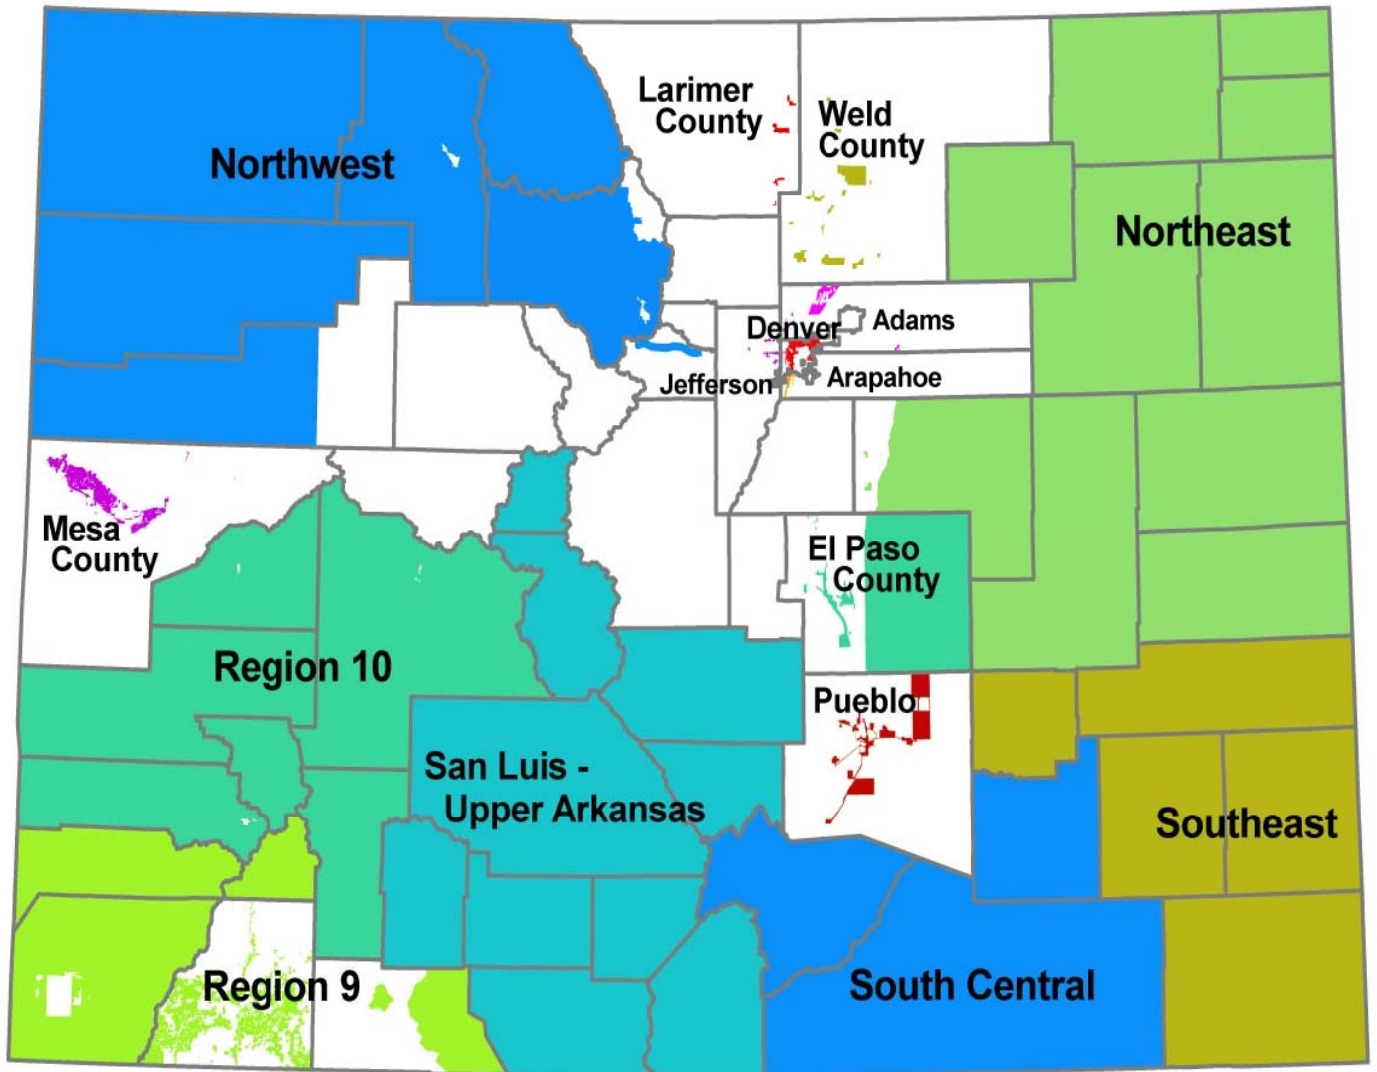 Larimer
County
Weld
County
Northwest
Northeast
Denver
Adams
Jefferson
Arapahoe
Mesa
County
El Paso
County
Region 10
Pueblo
San Luis -
Upper Arkansas
Southeast
Region 9
South Central